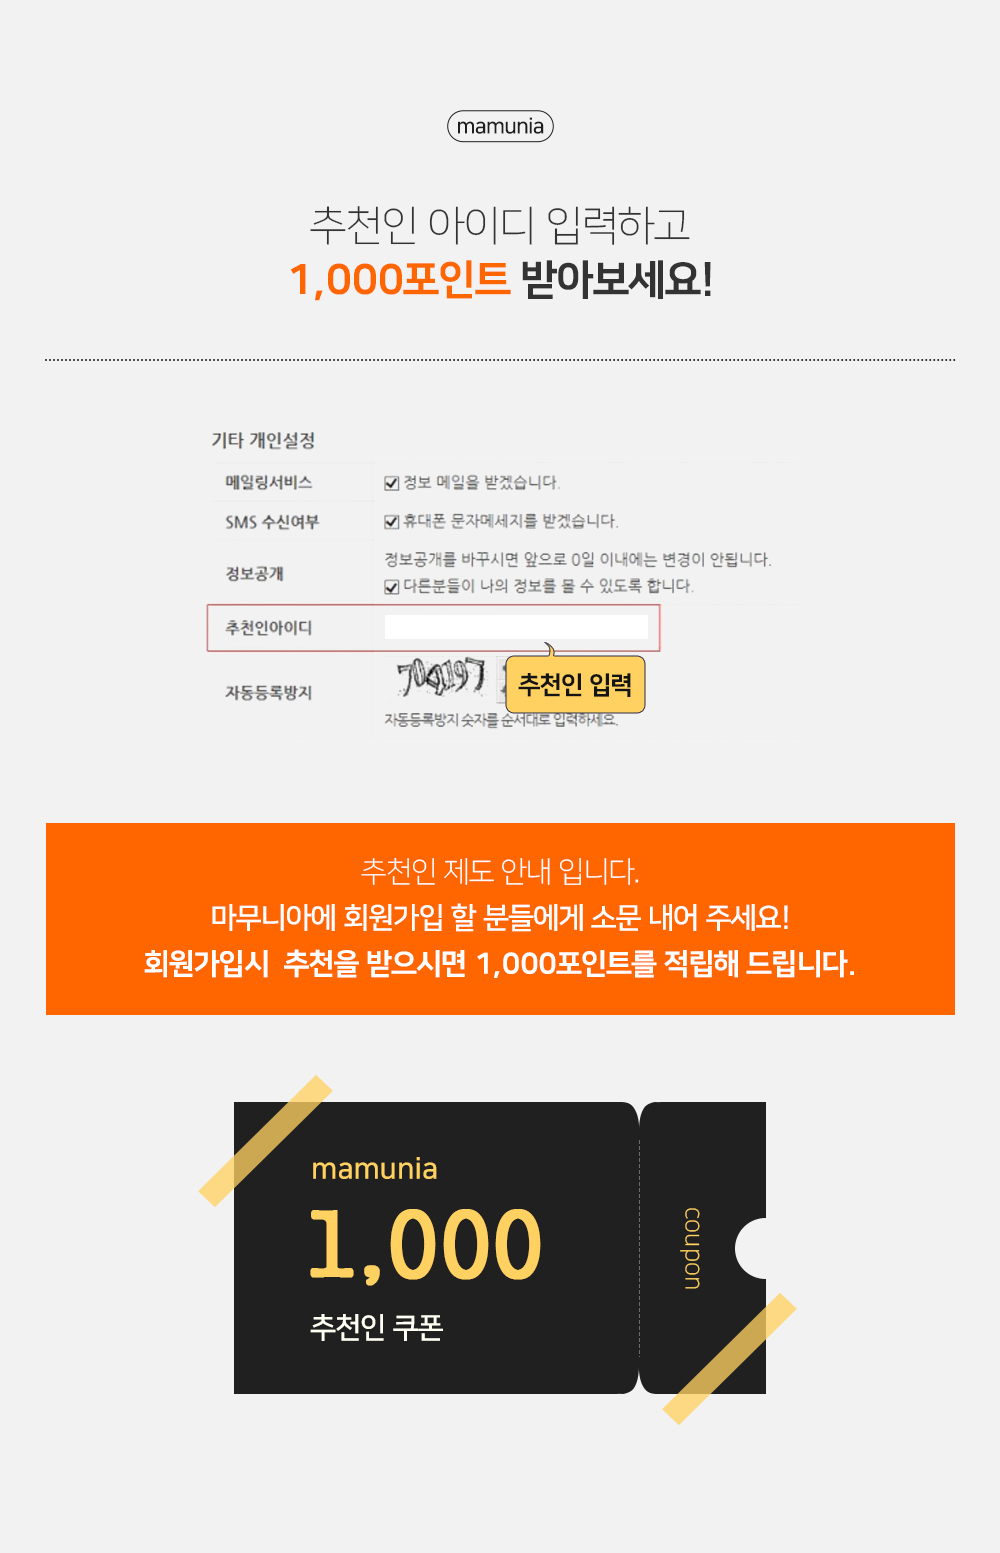 mamunia
추천인 아이디 입력하고
1,000포인트 받아보세요!
기타 개인설정
메일링서비스 정보 메일을 받겠습니다.
SMS 수신여부 휴대폰 문자메세지를 받겠습니다.
정보공개 정보공개를 바꾸시면 앞으로 0일 이내에는 변경이 안됩니다.
다른분들이 나의 정보를 볼 수 있도록 합니다.
추천인아이디
추천인 입력
자동등록방지
자동등록방지 숫자를 순서대로 입력하세요.
추천인 제도 안내 입니다.
마무니아에 회원가입 할 분들에게 소문 내어 주세요!
회원가입시 추천을 받으시면 1,000포인트를 적립해 드립니다.
mamunia
1,000
추천인 쿠폰
coupon